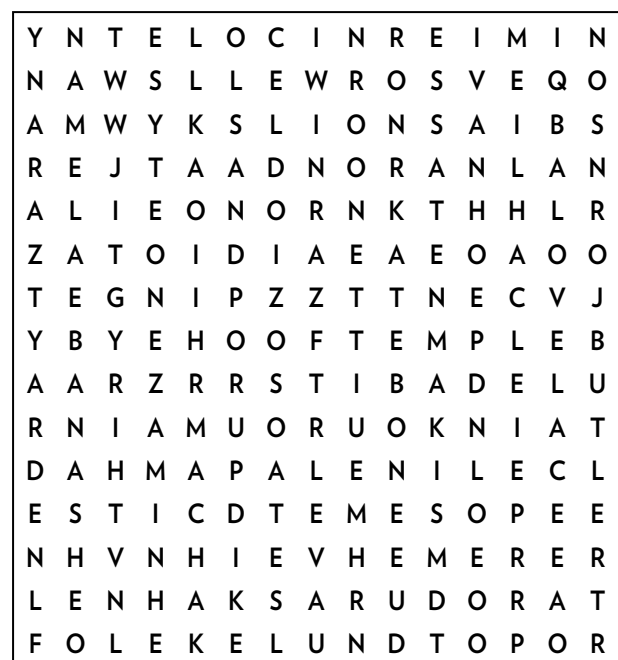 Y N T E L O C I N R E I M I N
N A W S L L E W R O S V E Q O
A M W Y K S L I O N S A I B S
R E J T A A D N O R A N L A N
A L I E O N O R N K T H H L R
Z A T O I D I A E A E O A O O
T E G N I P Z Z T T N E C V J
Y B Y E H O O F T E M P L E B
A A R Z R R S T I B A D E L U
R N I A M U O R U O K N I A T
D A H M A P A L E N I L E C L
E S T I C D T E M E S O P E E
N H V N H I E V H E M E R E R
L E N H A K S A R U D O R A T
F O L E K E L U N D T O P O R